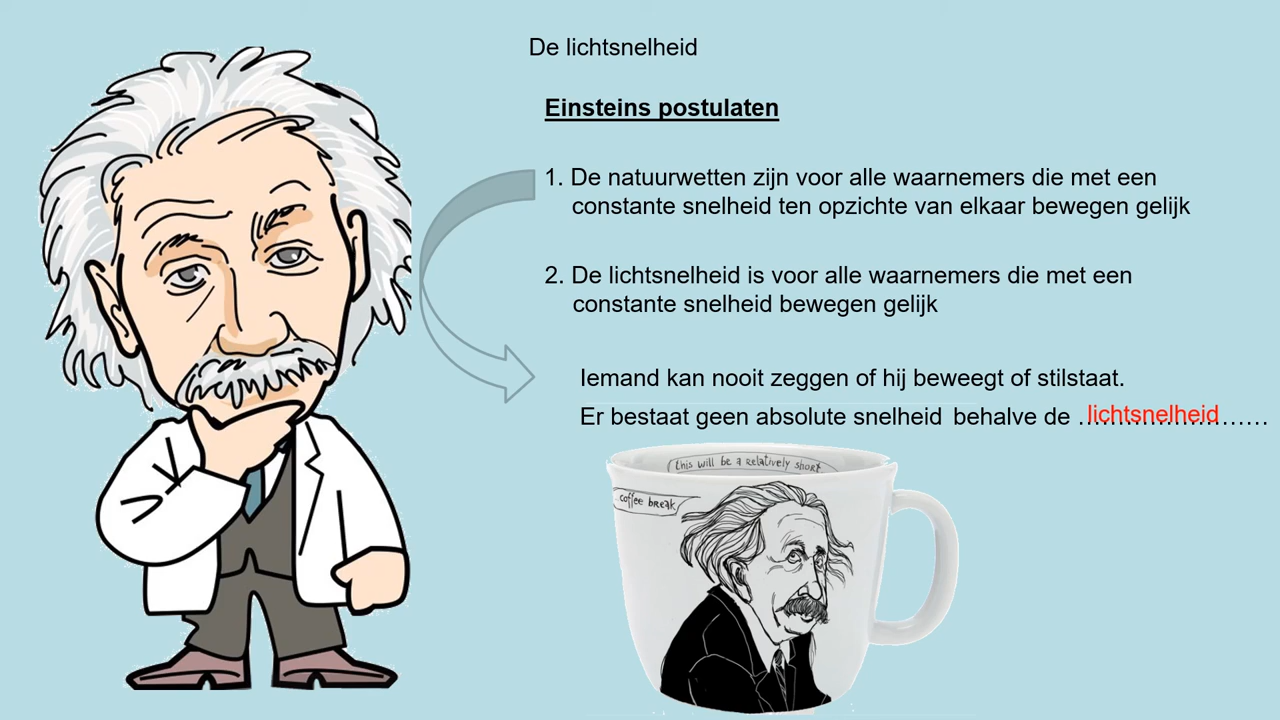 De lichtsnelheid
Einsteins postulaten
1. De natuurwetten zijn voor alle waarnemers die met een
constante snelheid ten opzichte van elkaar bewegen gelijk
2. De lichtsnelheid is voor alle waarnemers die met een
constante snelheid bewegen gelijk
Iemand kan nooit zeggen of hij beweegt of stilstaat.
Er bestaat geen absolute snelheid behalve de lichtsnelheid
this will be a relatively short
coffee break